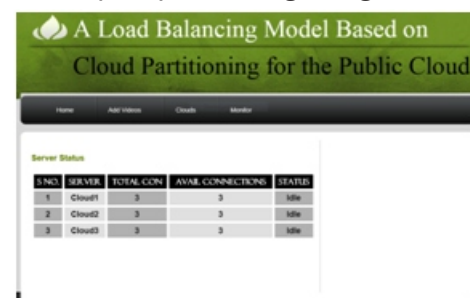 A Load Balancing Model Based on
Cloud Partitioning for the Public Cloud
Home Add Videos Clouds Monitor
Server Status
S NO. SERVER TOTAL CON AVAIL CONNECTIONS STATUS
1 Cloud1 3 3 Idle
2 Cloud2 3 3 Idle
3 Cloud3 3 3 Idle